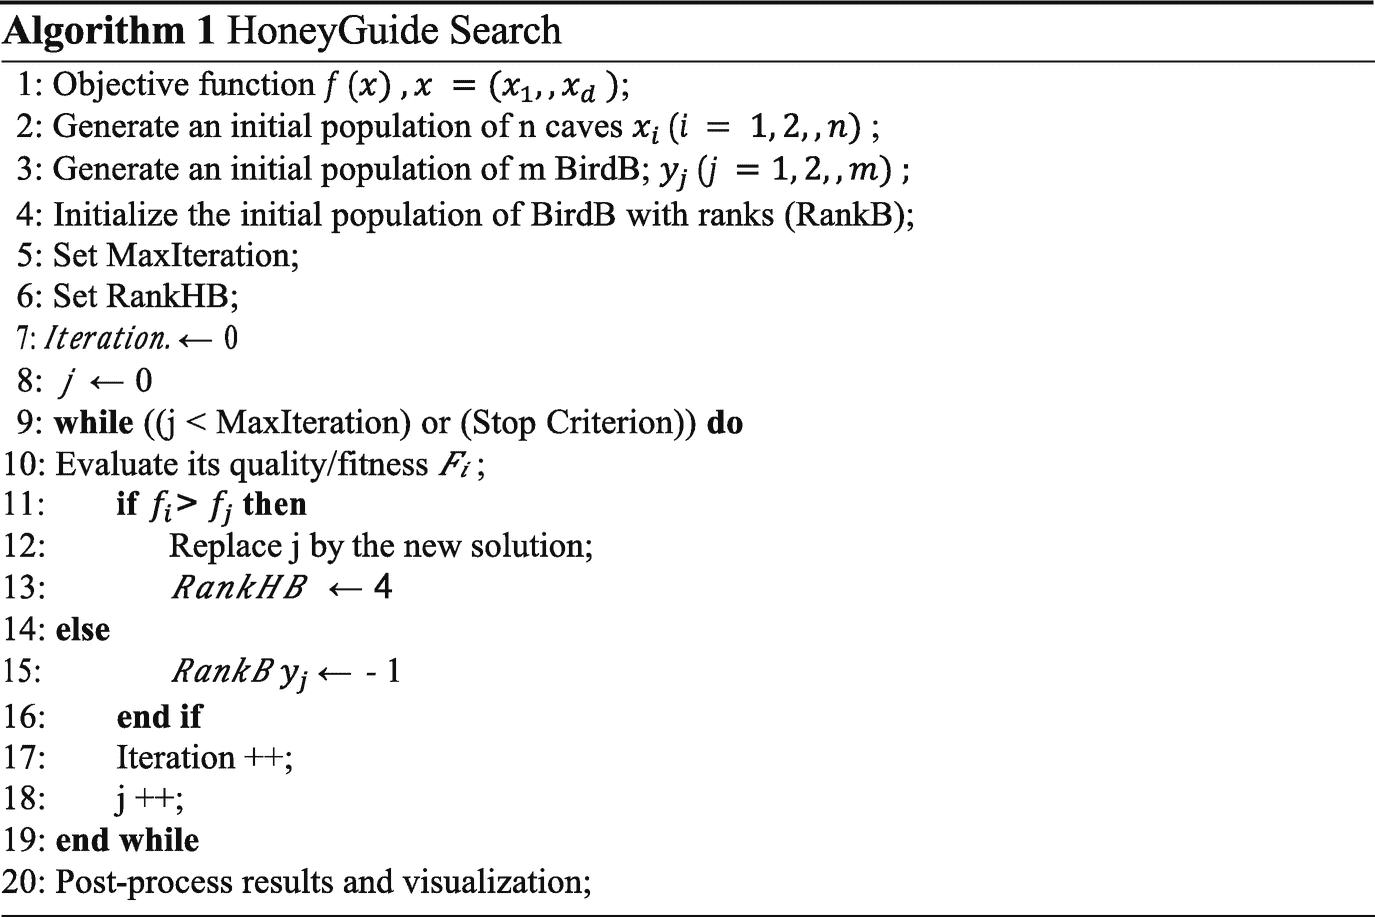 Algorithm 1 HoneyGuide Search
1: Objective function f (x) , x = (x₁, , x_d );
2: Generate an initial population of n caves x_i (i = 1, 2, , n) ;
3: Generate an initial population of m BirdB; y_j (j = 1, 2, , m) ;
4: Initialize the initial population of BirdB with ranks (RankB);
5: Set MaxIteration;
6: Set RankHB;
7: Iteration. ← 0
8: j ← 0
9: while ((j < MaxIteration) or (Stop Criterion)) do
10: Evaluate its quality/fitness F_i ;
11: if f_i > f_j then
12: Replace j by the new solution;
13: RankHB ← 4
14: else
15: RankB y_j ← - 1
16: end if
17: Iteration ++;
18: j ++;
19: end while
20: Post-process results and visualization;